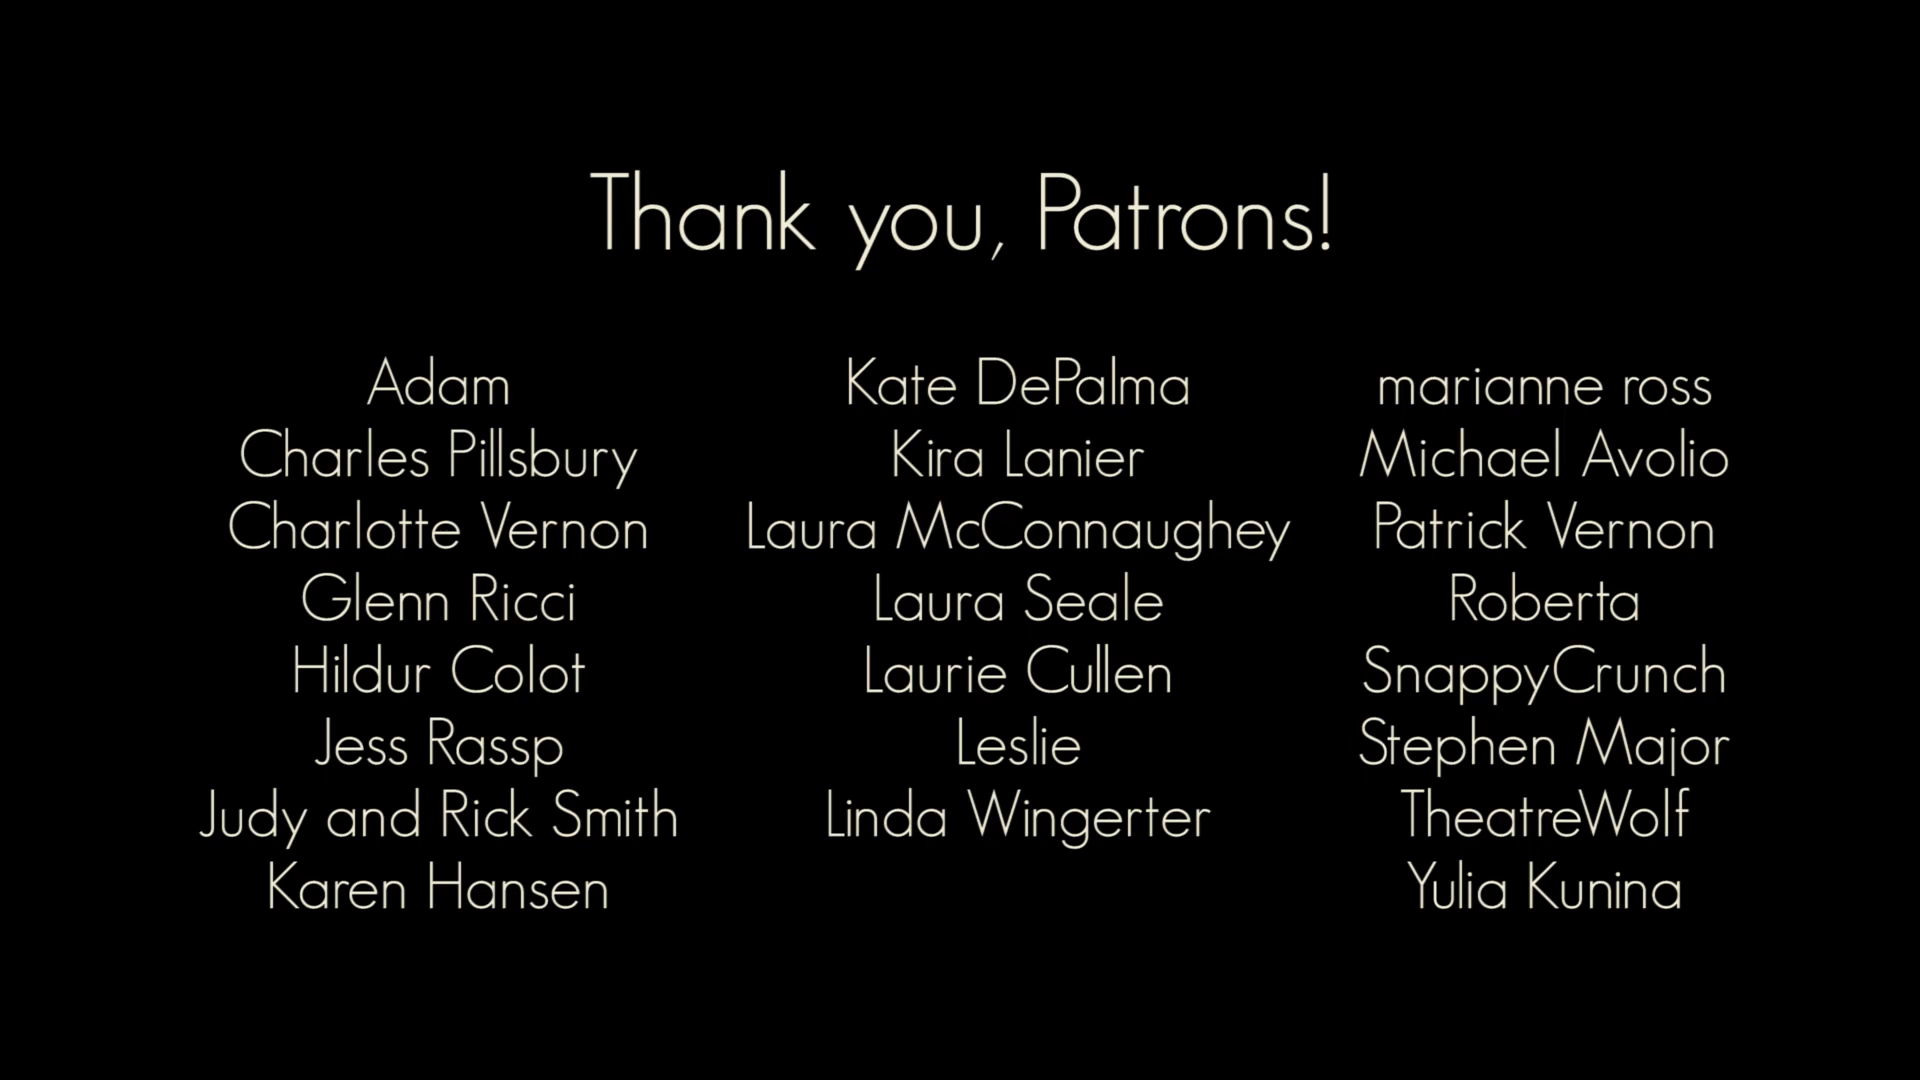 Thank you, Patrons!
Adam
Charles Pillsbury
Charlotte Vernon
Glenn Ricci
Hildur Colot
Jess Rassp
Judy and Rick Smith
Karen Hansen
Kate DePalma
Kira Lanier
Laura McConnaughey
Laura Seale
Laurie Cullen
Leslie
Linda Wingerter
marianne ross
Michael Avolio
Patrick Vernon
Roberta
SnappyCrunch
Stephen Major
TheatreWolf
Yulia Kunina